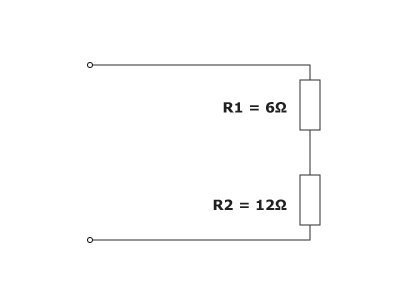 R1 = 6Ω
R2 = 12Ω